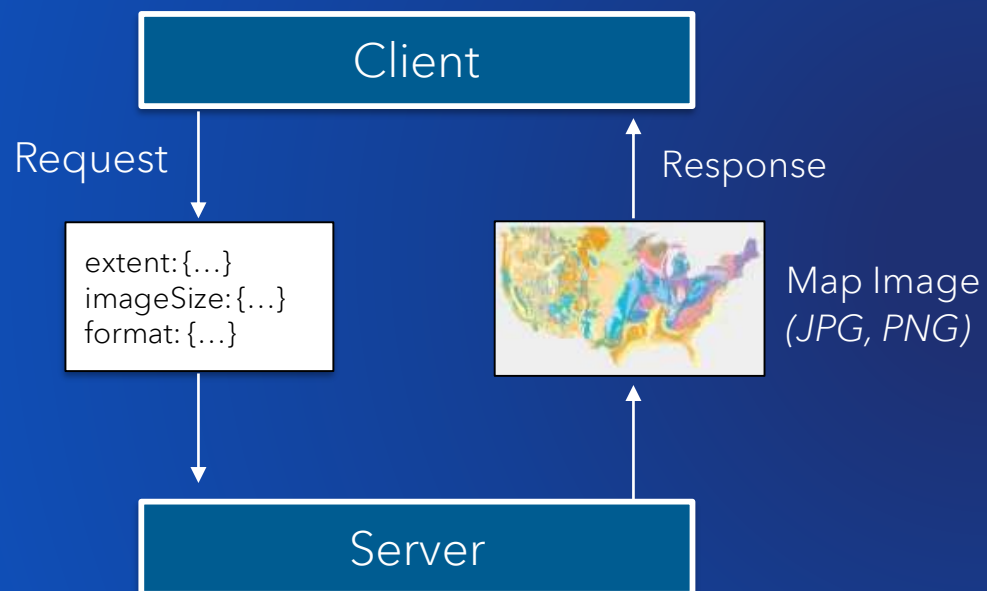 Client
Request
Response
extent: {…}
imageSize: {…}
format: {…}
Map Image
(JPG, PNG)
Server